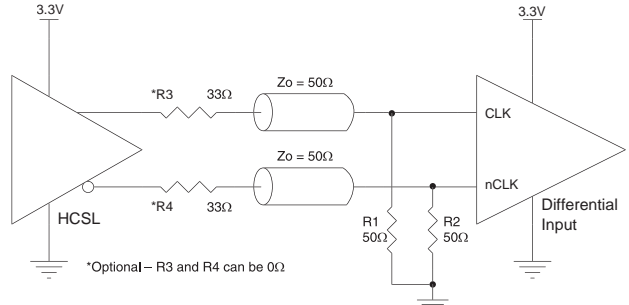 3.3V
3.3V
*R3
33Ω
Zo = 50Ω
CLK
Zo = 50Ω
nCLK
HCSL
*R4
33Ω
R1
50Ω
R2
50Ω
Differential
Input
*Optional – R3 and R4 can be 0Ω